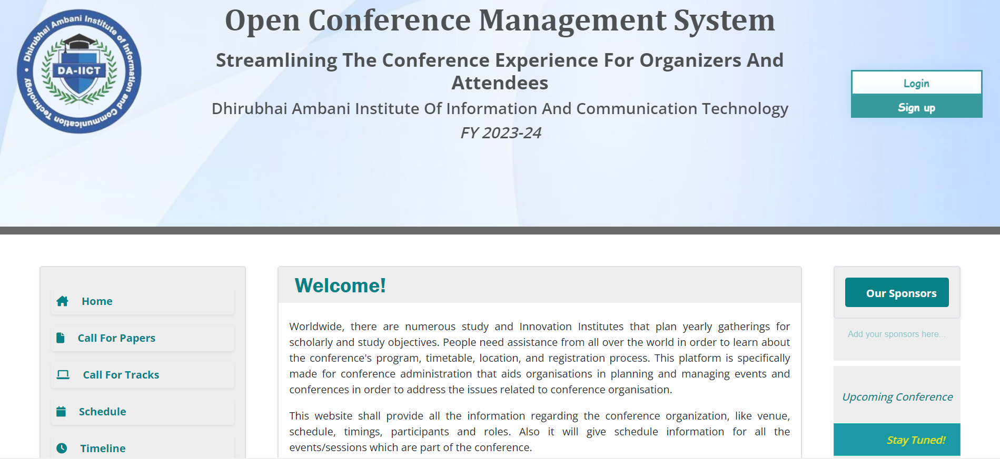 Dhirubhai Ambani Institute of Information and Communication Technology
DA-IICT
Open Conference Management System
Streamlining The Conference Experience For Organizers And
Attendees
Dhirubhai Ambani Institute Of Information And Communication Technology
FY 2023-24
Login
Sign up
Home
Call For Papers
Call For Tracks
Schedule
Timeline
Welcome!
Worldwide, there are numerous study and Innovation Institutes that plan yearly gatherings for
scholarly and study objectives. People need assistance from all over the world in order to learn about
the conference's program, timetable, location, and registration process. This platform is specifically
made for conference administration that aids organisations in planning and managing events and
conferences in order to address the issues related to conference organisation.
This website shall provide all the information regarding the conference organization, like venue,
schedule, timings, participants and roles. Also it will give schedule information for all the
events/sessions which are part of the conference.
Our Sponsors
Add your sponsors here...
Upcoming Conference
Stay Tuned!